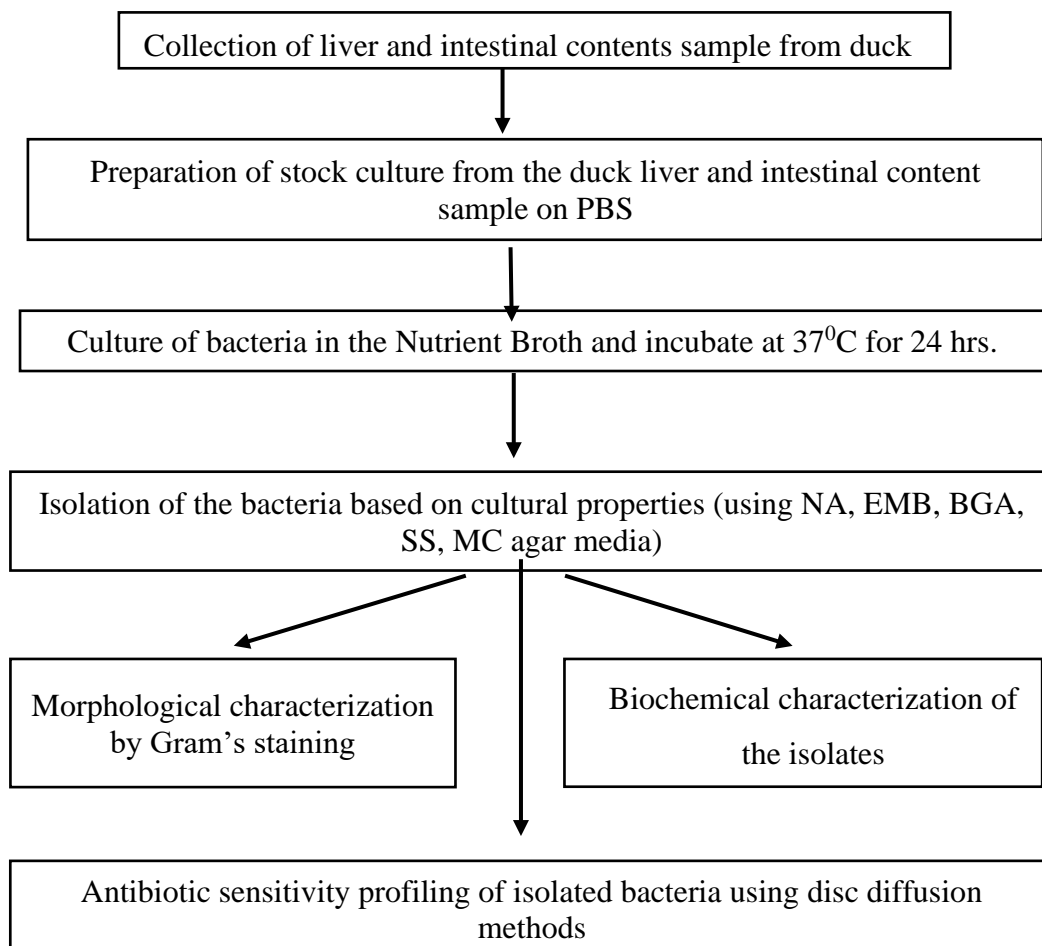 Collection of liver and intestinal contents sample from duck
Preparation of stock culture from the duck liver and intestinal content
sample on PBS
Culture of bacteria in the Nutrient Broth and incubate at 37⁰C for 24 hrs.
Isolation of the bacteria based on cultural properties (using NA, EMB, BGA,
SS, MC agar media)
Morphological characterization
by Gram’s staining
Biochemical characterization of
the isolates
Antibiotic sensitivity profiling of isolated bacteria using disc diffusion
methods